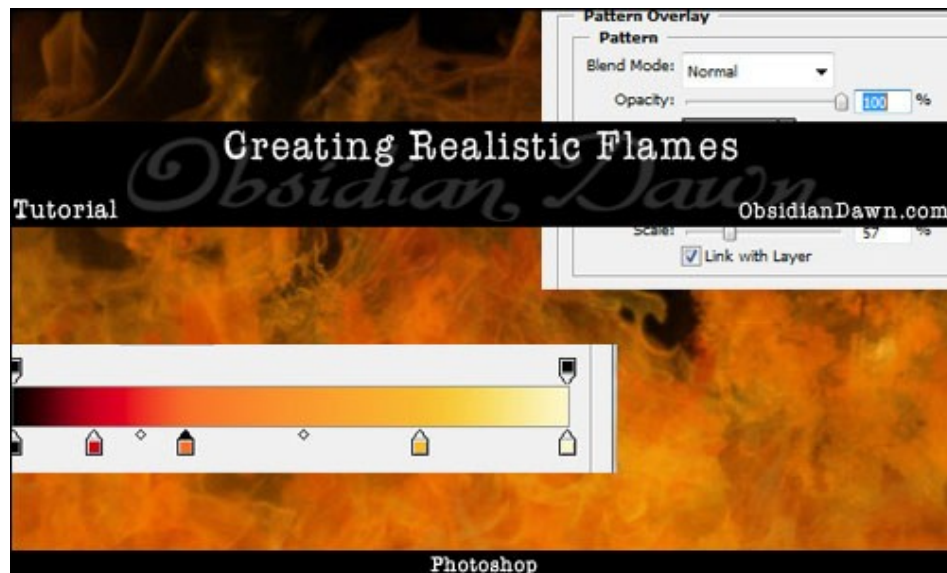 Pattern Overlay
Pattern
Blend Mode: Normal
Opacity: 100 %
Creating Realistic Flames
Obsidian Dawn
Tutorial
ObsidianDawn.com
Scale: 57 %
Link with Layer
Photoshop